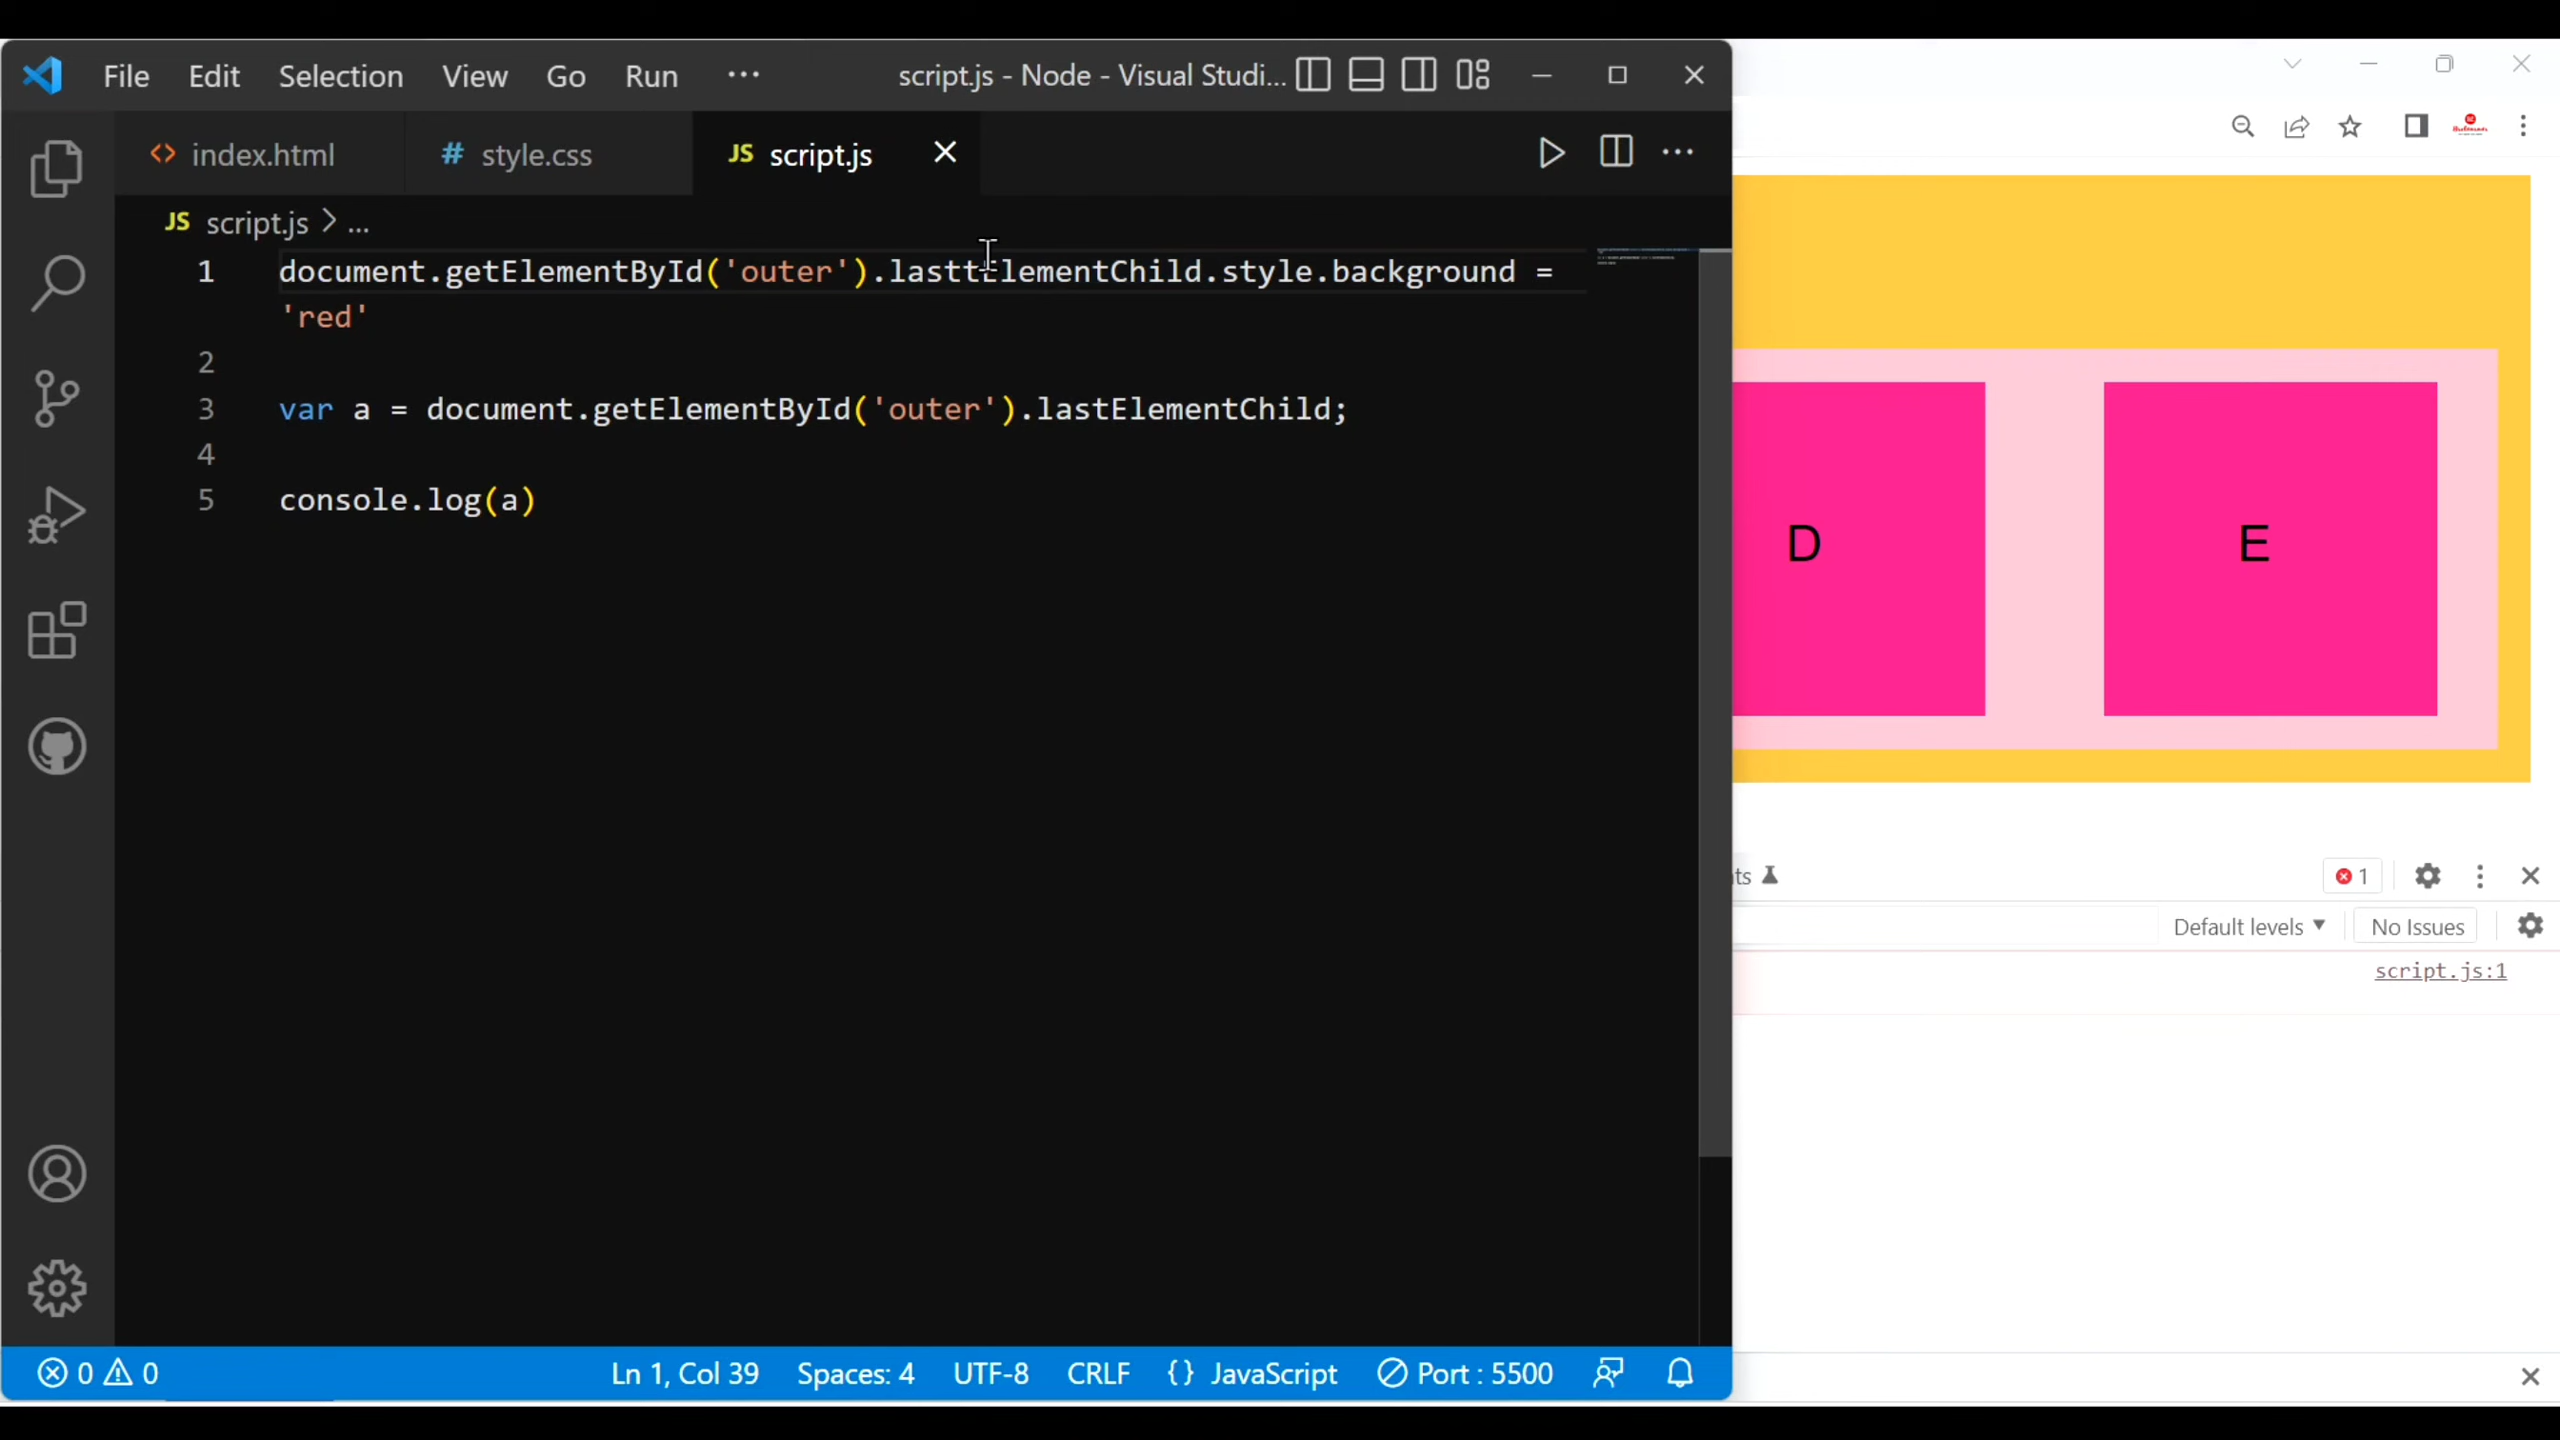 File Edit Selection View Go Run ... script.js - Node - Visual Studi...
index.html # style.css JS script.js
JS script.js > ...
1 document.getElementById('outer').lasttElementChild.style.background =
'red'
2
3 var a = document.getElementById('outer').lastElementChild;
4
5 console.log(a)
D E
ts 1
Default levels ▼ No Issues
script.js:1
0 0 Ln 1, Col 39 Spaces: 4 UTF-8 CRLF {} JavaScript Port : 5500